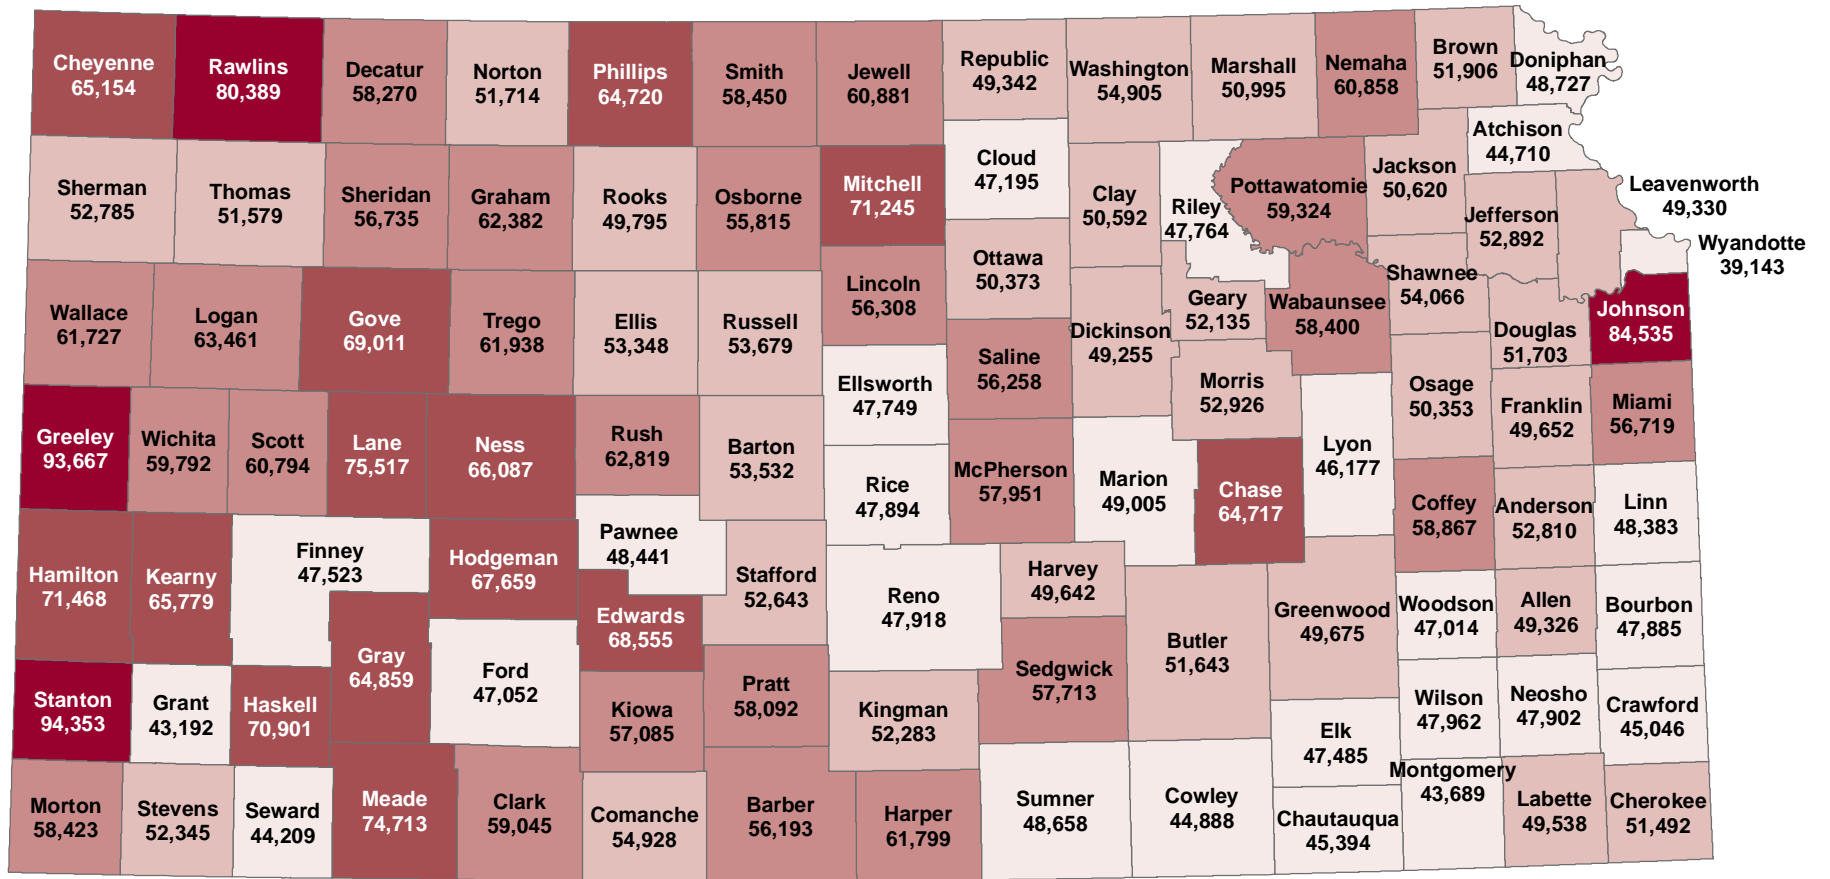 Cheyenne
65,154
Rawlins
80,389
Decatur
58,270
Norton
51,714
Phillips
64,720
Smith
58,450
Jewell
60,881
Republic
49,342
Washington
54,905
Marshall
50,995
Nemaha
60,858
Brown
51,906
Doniphan
48,727
Sherman
52,785
Thomas
51,579
Sheridan
56,735
Graham
62,382
Rooks
49,795
Osborne
55,815
Mitchell
71,245
Cloud
47,195
Clay
50,592
Riley
47,764
Pottawatomie
59,324
Jackson
50,620
Atchison
44,710
Jefferson
52,892
Leavenworth
49,330
Wyandotte
39,143
Wallace
61,727
Logan
63,461
Gove
69,011
Trego
61,938
Ellis
53,348
Russell
53,679
Lincoln
56,308
Ottawa
50,373
Saline
56,258
Dickinson
49,255
Geary
52,135
Wabaunsee
58,400
Shawnee
54,066
Douglas
51,703
Johnson
84,535
Greeley
93,667
Wichita
59,792
Scott
60,794
Lane
75,517
Ness
66,087
Rush
62,819
Barton
53,532
Ellsworth
47,749
Rice
47,894
McPherson
57,951
Marion
49,005
Morris
52,926
Chase
64,717
Lyon
46,177
Osage
50,353
Franklin
49,652
Miami
56,719
Coffey
58,867
Anderson
52,810
Linn
48,383
Hamilton
71,468
Kearny
65,779
Finney
47,523
Hodgeman
67,659
Pawnee
48,441
Edwards
68,555
Stafford
52,643
Reno
47,918
Harvey
49,642
Butler
51,643
Greenwood
49,675
Woodson
47,014
Allen
49,326
Bourbon
47,885
Stanton
94,353
Grant
43,192
Haskell
70,901
Gray
64,859
Ford
47,052
Kiowa
57,085
Pratt
58,092
Kingman
52,283
Sedgwick
57,713
Elk
47,485
Wilson
47,962
Neosho
47,902
Crawford
45,046
Morton
58,423
Stevens
52,345
Seward
44,209
Meade
74,713
Clark
59,045
Comanche
54,928
Barber
56,193
Harper
61,799
Sumner
48,658
Cowley
44,888
Chautauqua
45,394
Montgomery
43,689
Labette
49,538
Cherokee
51,492